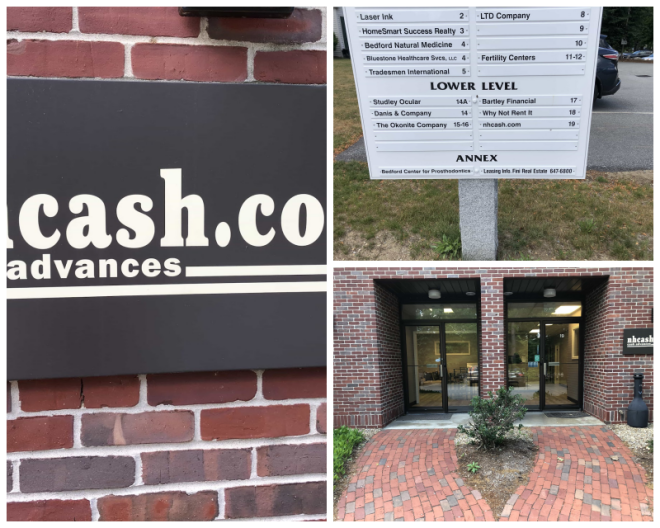 hcash.co
advances
Laser Ink 2
LTD Company 8
HomeSmart Success Realty 3
9
Bedford Natural Medicine 4
10
Bluestone Healthcare Svcs, LLC 4
Fertility Centers 11-12
Tradesmen International 5
LOWER LEVEL
Studley Ocular 14A
Bartley Financial 17
Danis & Company 14
Why Not Rent It 18
The Okonite Company 15-16
nhcash.com 19
ANNEX
Bedford Center for Prosthodontics
Leasing Info. Fini Real Estate 647-6800
nhcash
cash advances